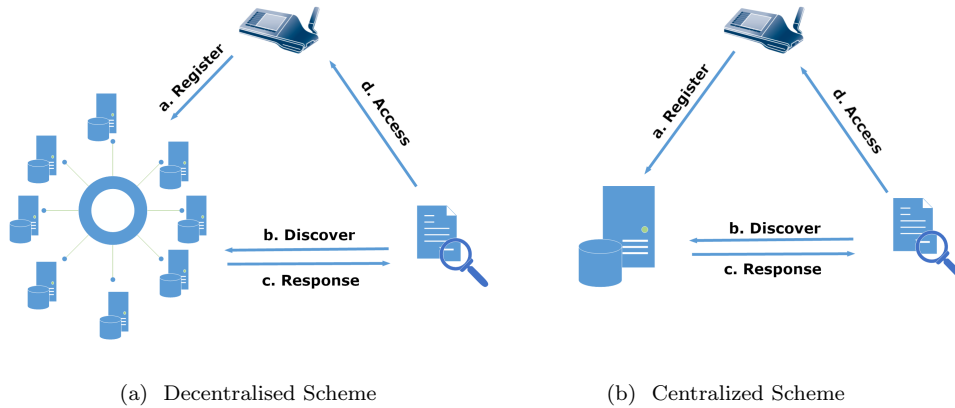 a. Register
d. Access
b. Discover
c. Response
(a) Decentralised Scheme
a. Register
d. Access
b. Discover
c. Response
(b) Centralized Scheme